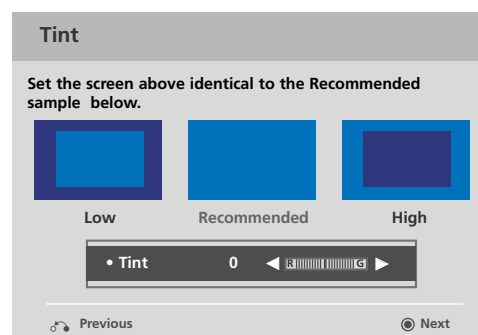 Tint
Set the screen above identical to the Recommended
sample below.
Low Recommended High
• Tint 0 ◀ R G ▶
Previous Next